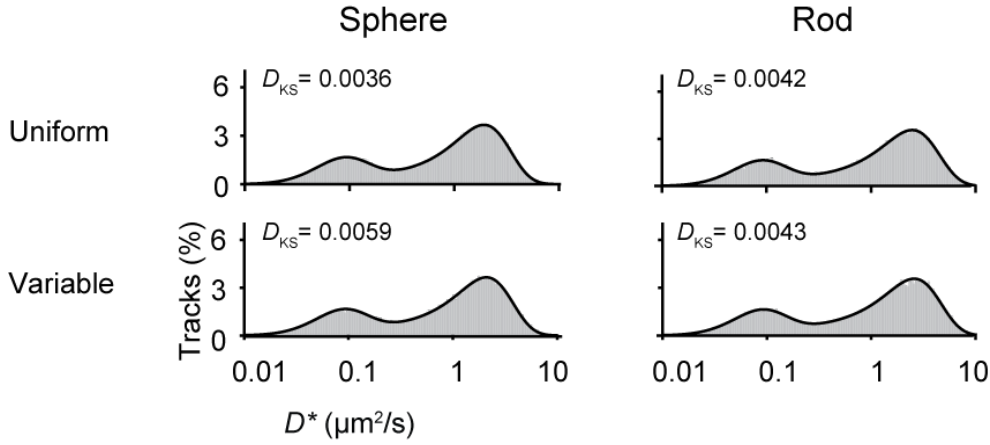 Sphere Rod
Uniform
6 D_KS= 0.0036 D_KS= 0.0042
3
0
Variable
Tracks (%)
6 D_KS= 0.0059 D_KS= 0.0043
3
0
0.01 0.1 1 10 0.01 0.1 1 10
D* (μm²/s)